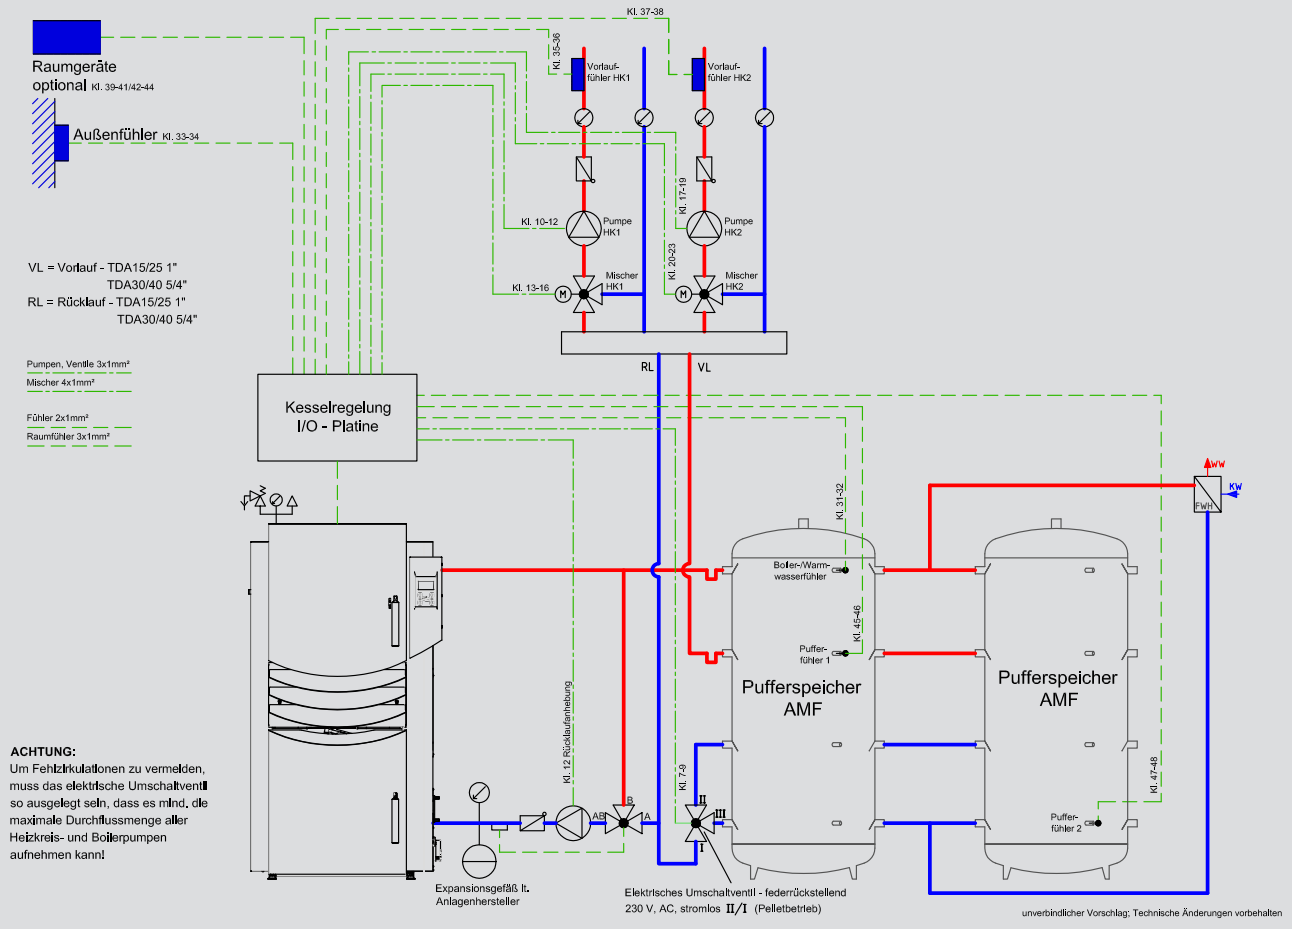 Kl. 37-38
Raumgeräte
optional Kl. 39-41/42-44
Außenfühler Kl. 33-34
Kl. 35-36
Vorlauf-
fühler HK1
Vorlauf-
fühler HK2
Kl. 10-12
Pumpe
HK1
Kl. 17-19
Pumpe
HK2
Kl. 13-16
M
Mischer
HK1
Kl. 20-23
M
Mischer
HK2
VL = Vorlauf - TDA15/25 1"
TDA30/40 5/4"
RL = Rücklauf - TDA15/25 1"
TDA30/40 5/4"
Pumpen, Ventile 3x1mm²
Mischer 4x1mm²
Fühler 2x1mm²
Raumfühler 3x1mm²
RL
VL
Kesselregelung
I/O - Platine
Kl. 31-32
Kl. 45-46
WW
KW
FWH
Boiler-/Warm-
wasserfühler
Puffer-
fühler 1
Pufferspeicher
AMF
Pufferspeicher
AMF
Kl. 12 Rücklaufanhebung
Kl. 7-9
Kl. 47-48
Puffer-
fühler 2
B
AB
A
II
III
I
ACHTUNG:
Um Fehlzirkulationen zu vermeiden,
muss das elektrische Umschaltventil
so ausgelegt sein, dass es mind. die
maximale Durchflussmenge aller
Heizkreis- und Boilerpumpen
aufnehmen kann!
Expansionsgefäß lt.
Anlagenhersteller
Elektrisches Umschaltventil - federrückstellend
230 V, AC, stromlos II/I (Pelletbetrieb)
unverbindlicher Vorschlag; Technische Änderungen vorbehalten